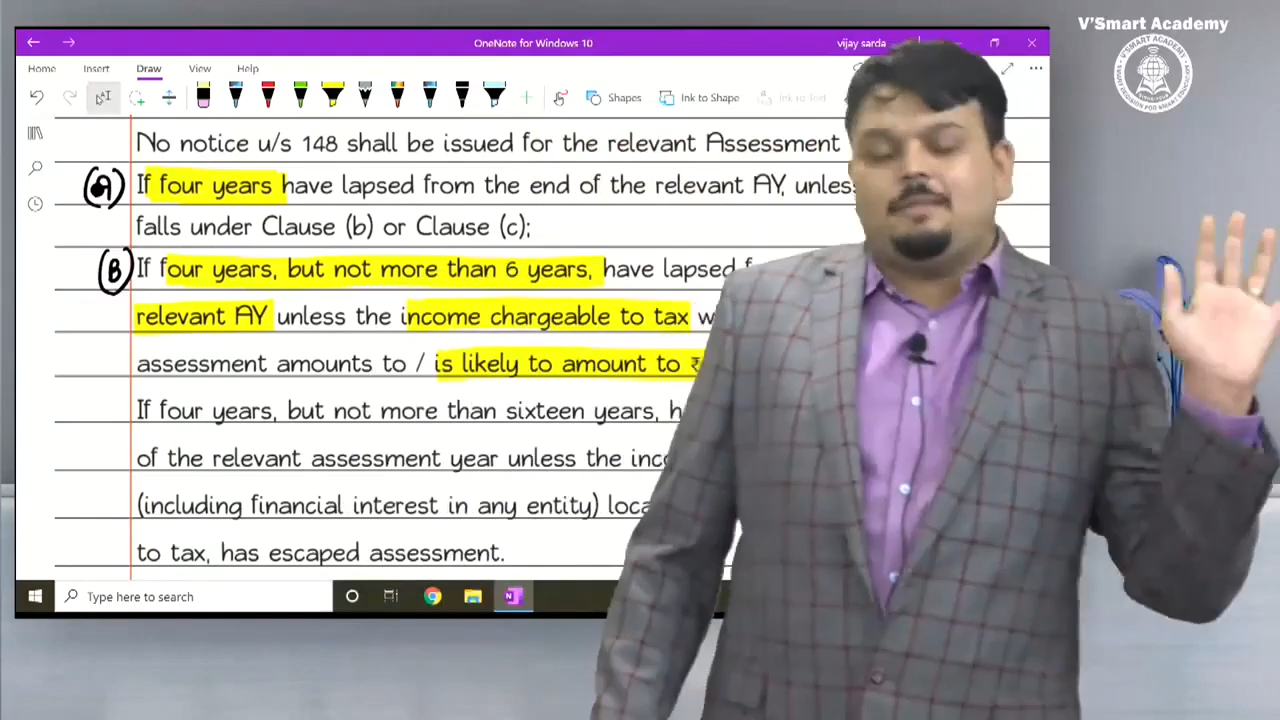 V'Smart Academy
OneNote for Windows 10
vijay sarda
Home Insert Draw View Help
Shapes Ink to Shape Ink to Text
No notice u/s 148 shall be issued for the relevant Assessment
(A) If four years have lapsed from the end of the relevant AY, unless
falls under Clause (b) or Clause (c);
(B) If four years, but not more than 6 years, have lapsed
relevant AY unless the income chargeable to tax
assessment amounts to / is likely to amount to ₹
If four years, but not more than sixteen years,
of the relevant assessment year unless the
(including financial interest in any entity)
to tax, has escaped assessment.
Type here to search